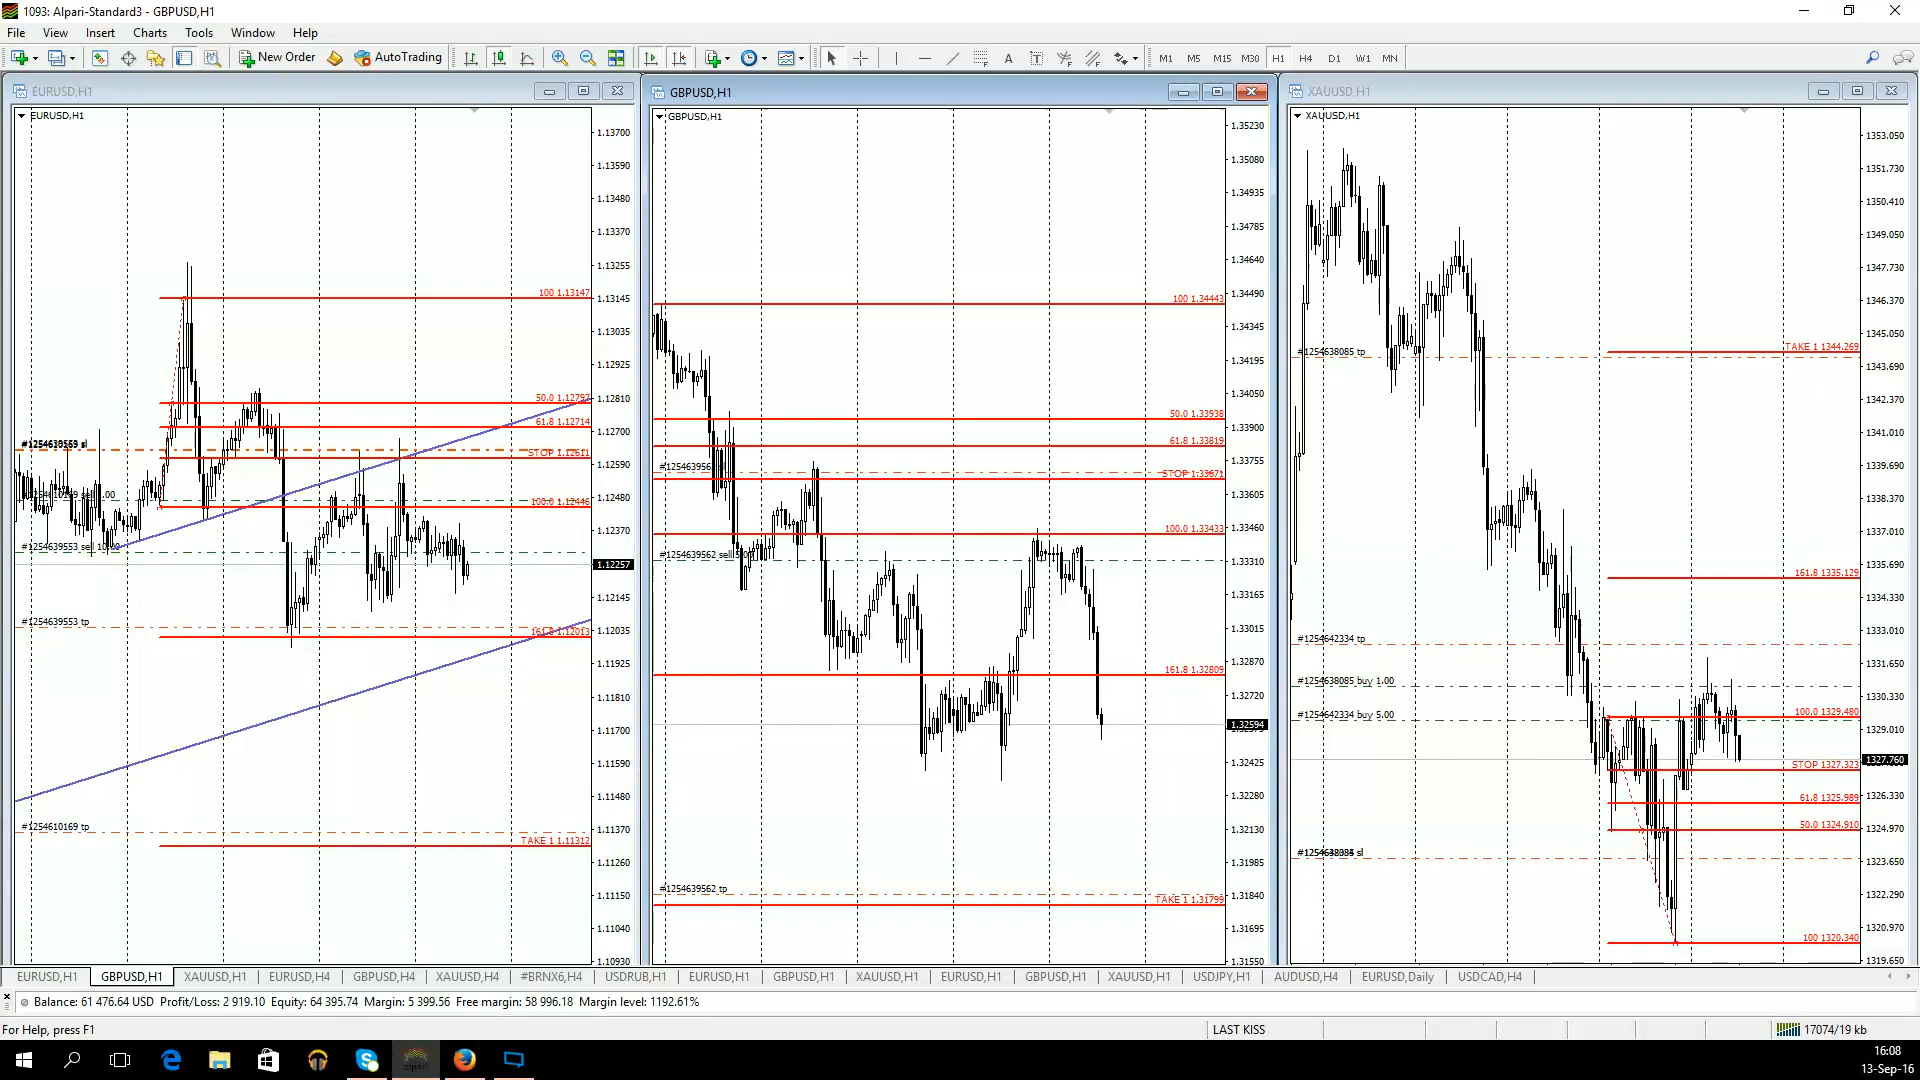 1093: Alpari-Standard3 - GBPUSD,H1
File View Insert Charts Tools Window Help
New Order AutoTrading M1 M5 M15 M30 H1 H4 D1 W1 MN
EURUSD,H1
EURUSD,H1
1.13700
1.13590
1.13480
1.13370
1.13255
1.13145
1.13035
1.12925
1.12810
1.12700
1.12590
1.12480
1.12370
1.12257
1.12145
1.12035
1.11925
1.11810
1.11700
1.11590
1.11480
1.11370
1.11260
1.11150
1.11040
1.10930
100 1.13147
50.0 1.12797
61.8 1.12714
#1254639553 sl
STOP 1.12611
#1254610169 sell 1.00
100.0 1.12446
#1254639553 sell 10.00
#1254639553 tp
161.8 1.12013
#1254610169 tp
TAKE 1 1.11312
GBPUSD,H1
GBPUSD,H1
1.35230
1.35080
1.34935
1.34785
1.34640
1.34490
1.34345
1.34195
1.34050
1.33900
1.33755
1.33605
1.33460
1.33310
1.33165
1.33015
1.32870
1.32720
1.32594
1.32425
1.32280
1.32130
1.31985
1.31840
1.31695
1.31550
100 1.34443
50.0 1.33938
61.8 1.33819
#1254639562 sl
STOP 1.33671
100.0 1.33433
#1254639562 sell 5.00
161.8 1.32809
#1254639562 tp
TAKE 1 1.31799
XAUUSD,H1
XAUUSD,H1
1353.050
1351.730
1350.410
1349.050
1347.730
1346.370
1345.050
1343.690
1342.370
1341.010
1339.690
1338.370
1337.010
1335.690
1334.330
1333.010
1331.650
1330.330
1329.010
1327.760
1326.330
1324.970
1323.650
1322.290
1320.970
1319.650
#1254638085 tp
TAKE 1 1344.269
161.8 1335.129
#1254642334 tp
#1254638085 buy 1.00
#1254642334 buy 5.00
100.0 1329.480
STOP 1327.323
61.8 1325.989
50.0 1324.910
100 1320.340
EURUSD,H1 GBPUSD,H1 XAUUSD,H1 EURUSD,H4 GBPUSD,H4 XAUUSD,H4 #BRNX6,H4 USDRUB,H1 EURUSD,H1 GBPUSD,H1 XAUUSD,H1 EURUSD,H1 GBPUSD,H1 XAUUSD,H1 USDJPY,H1 AUDUSD,H4 EURUSD,Daily USDCAD,H4
Balance: 61 476.64 USD Profit/Loss: 2 919.10 Equity: 64 395.74 Margin: 5 399.56 Free margin: 58 996.18 Margin level: 1192.61%
For Help, press F1
LAST KISS
17074/19 kb
16:08
13-Sep-16